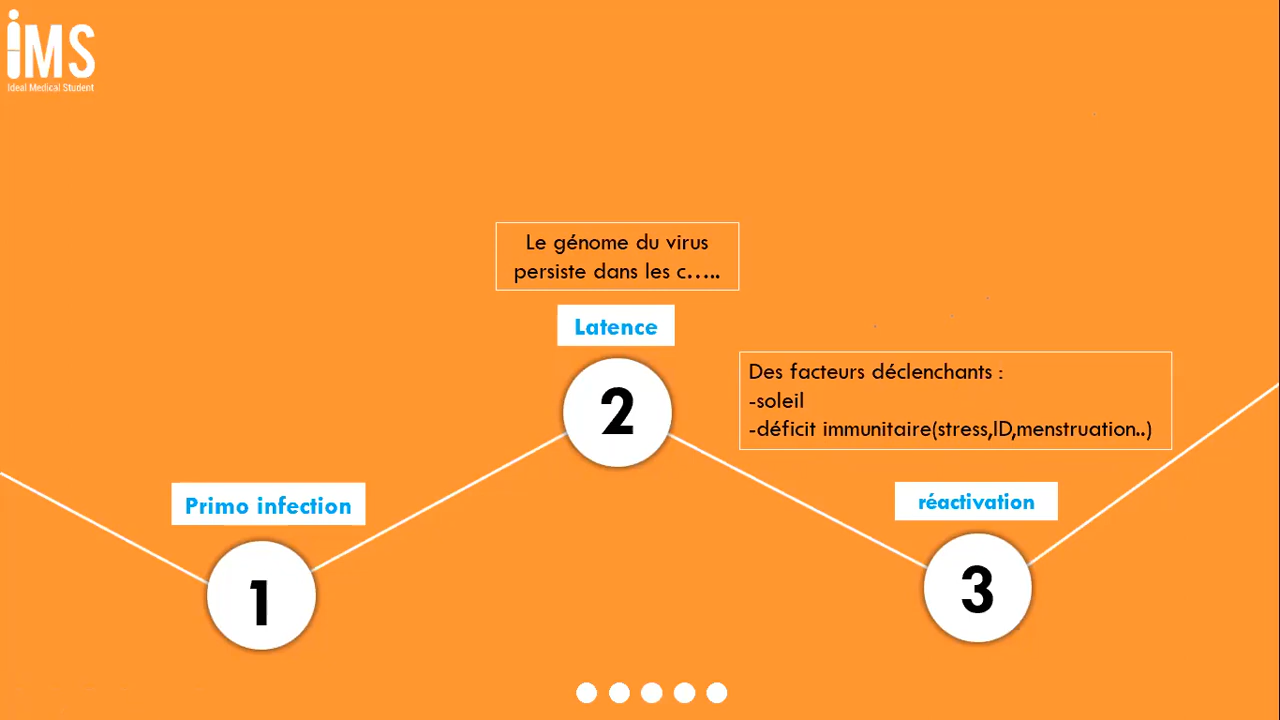 iMS
Ideal Medical Student
Le génome du virus
persiste dans les c.....
Latence
2
Des facteurs déclenchants :
-soleil
-déficit immunitaire(stress,ID,menstruation..)
Primo infection
1
réactivation
3